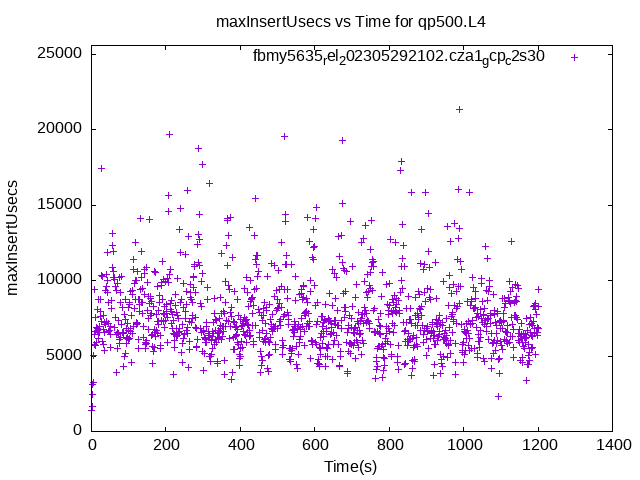 maxInsertUsecs vs Time for qp500.L4
fbmy5635rel202305292102.cza1gcpc2s30
maxInsertUsecs
25000
20000
15000
10000
5000
0
0 200 400 600 800 1000 1200 1400
Time(s)